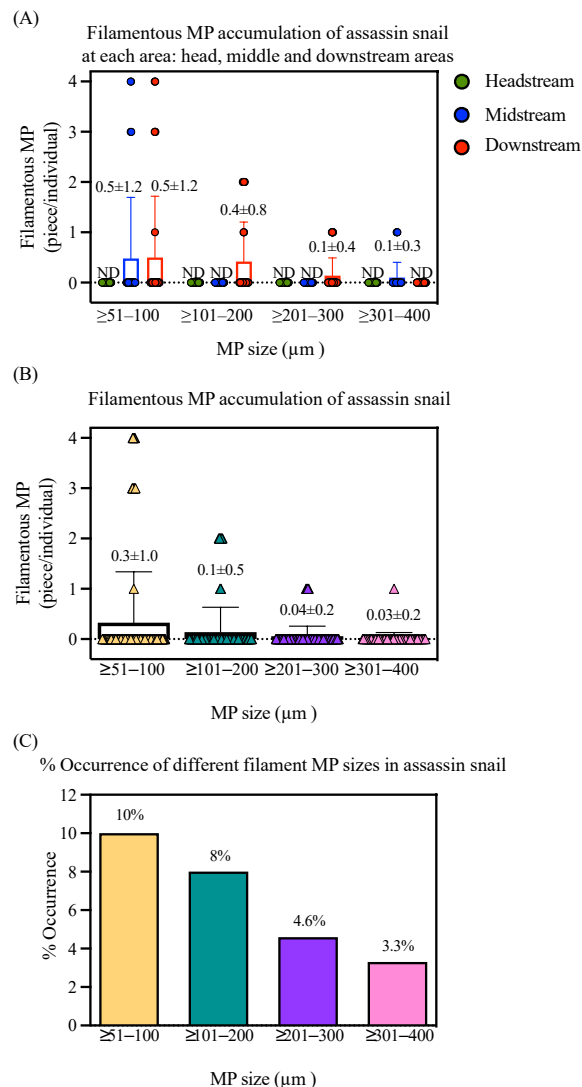 (A)
Filamentous MP accumulation of assassin snail
at each area: head, middle and downstream areas
Headstream
Midstream
Downstream
Filamentous MP
(piece/individual)
4
3
2
1
0
0.5±1.2
0.5±1.2
0.4±0.8
0.1±0.4
0.1±0.3
ND
ND
ND
ND
ND
ND
ND
≥51–100
≥101–200
≥201–300
≥301–400
MP size (µm )
(B)
Filamentous MP accumulation of assassin snail
Filamentous MP
(piece/individual)
4
3
2
1
0
0.3±1.0
0.1±0.5
0.04±0.2
0.03±0.2
≥51–100
≥101–200
≥201–300
≥301–400
MP size (µm )
(C)
% Occurrence of different filament MP sizes in assassin snail
% Occurrence
12
10
8
6
4
2
0
10%
8%
4.6%
3.3%
≥51–100
≥101–200
≥201–300
≥301–400
MP size (µm )